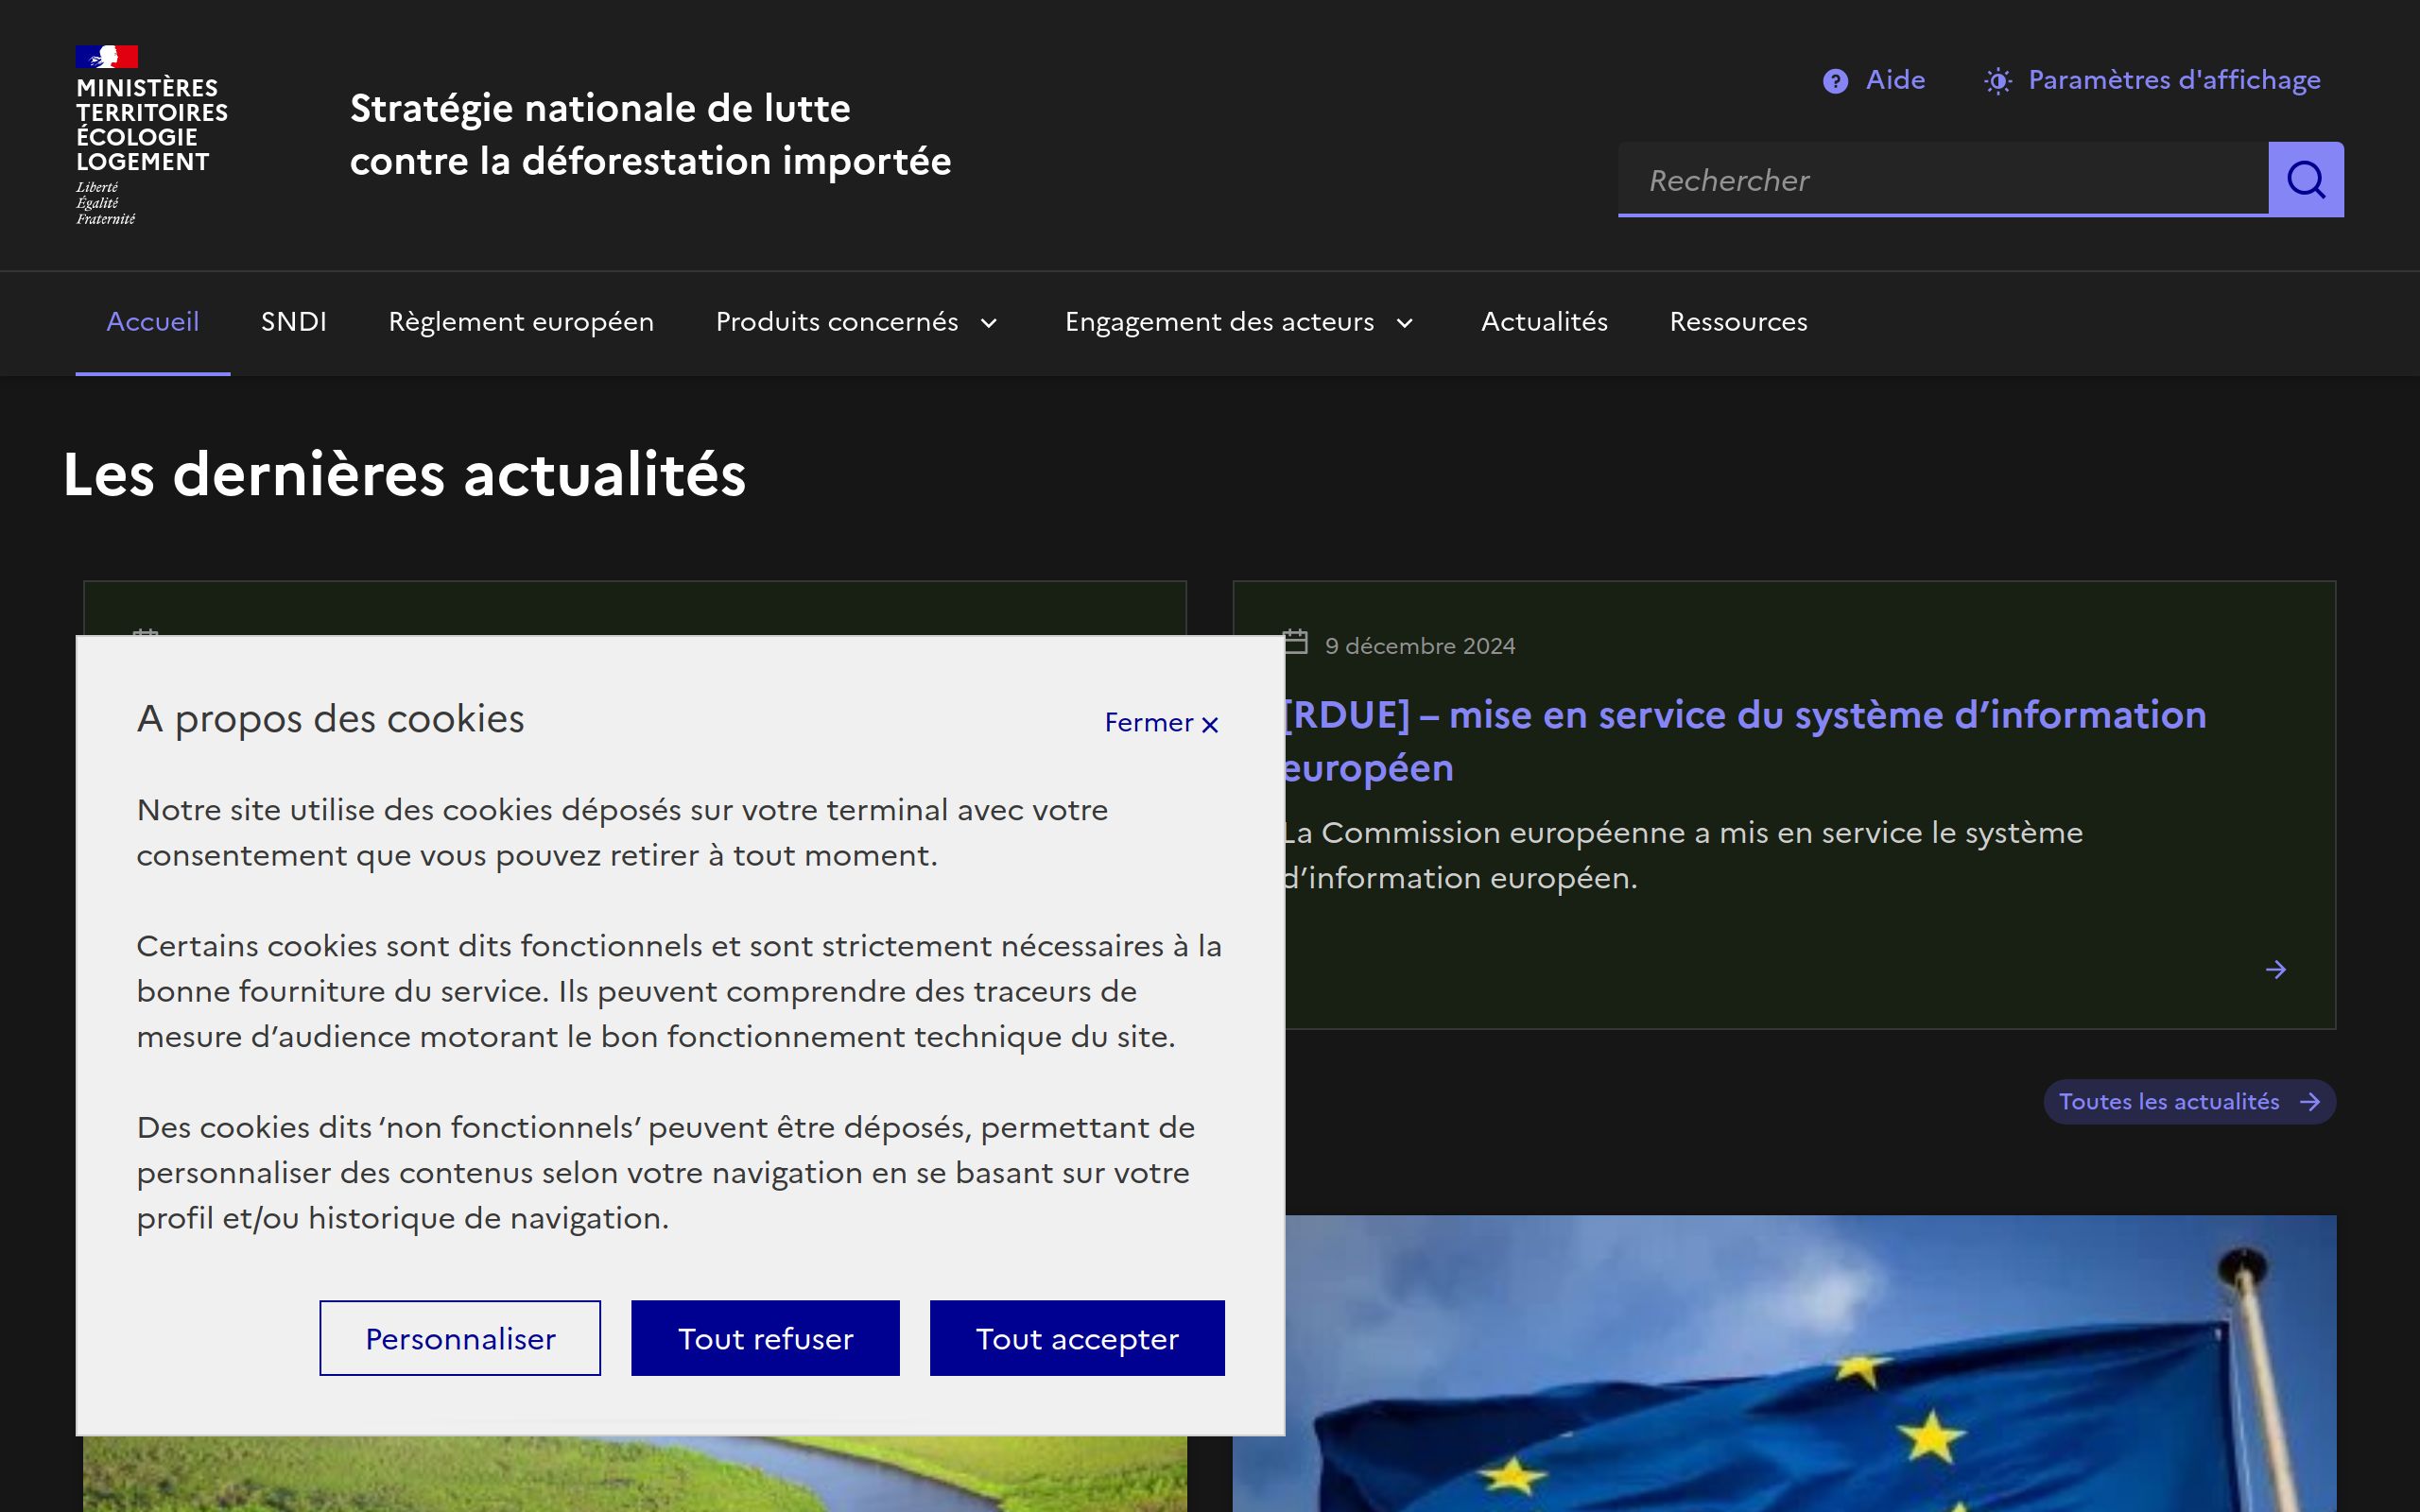 MINISTÈRES
TERRITOIRES
ÉCOLOGIE
LOGEMENT
Liberté
Égalité
Fraternité
Stratégie nationale de lutte
contre la déforestation importée
Aide
Paramètres d'affichage
Rechercher
Accueil
SNDI
Règlement européen
Produits concernés
Engagement des acteurs
Actualités
Ressources
Les dernières actualités
9 décembre 2024
[RDUE] – mise en service du système d’information
européen
La Commission européenne a mis en service le système
d’information européen.
Toutes les actualités
A propos des cookies
Fermer
Notre site utilise des cookies déposés sur votre terminal avec votre
consentement que vous pouvez retirer à tout moment.
Certains cookies sont dits fonctionnels et sont strictement nécessaires à la
bonne fourniture du service. Ils peuvent comprendre des traceurs de
mesure d’audience motorant le bon fonctionnement technique du site.
Des cookies dits ‘non fonctionnels’ peuvent être déposés, permettant de
personnaliser des contenus selon votre navigation en se basant sur votre
profil et/ou historique de navigation.
Personnaliser
Tout refuser
Tout accepter